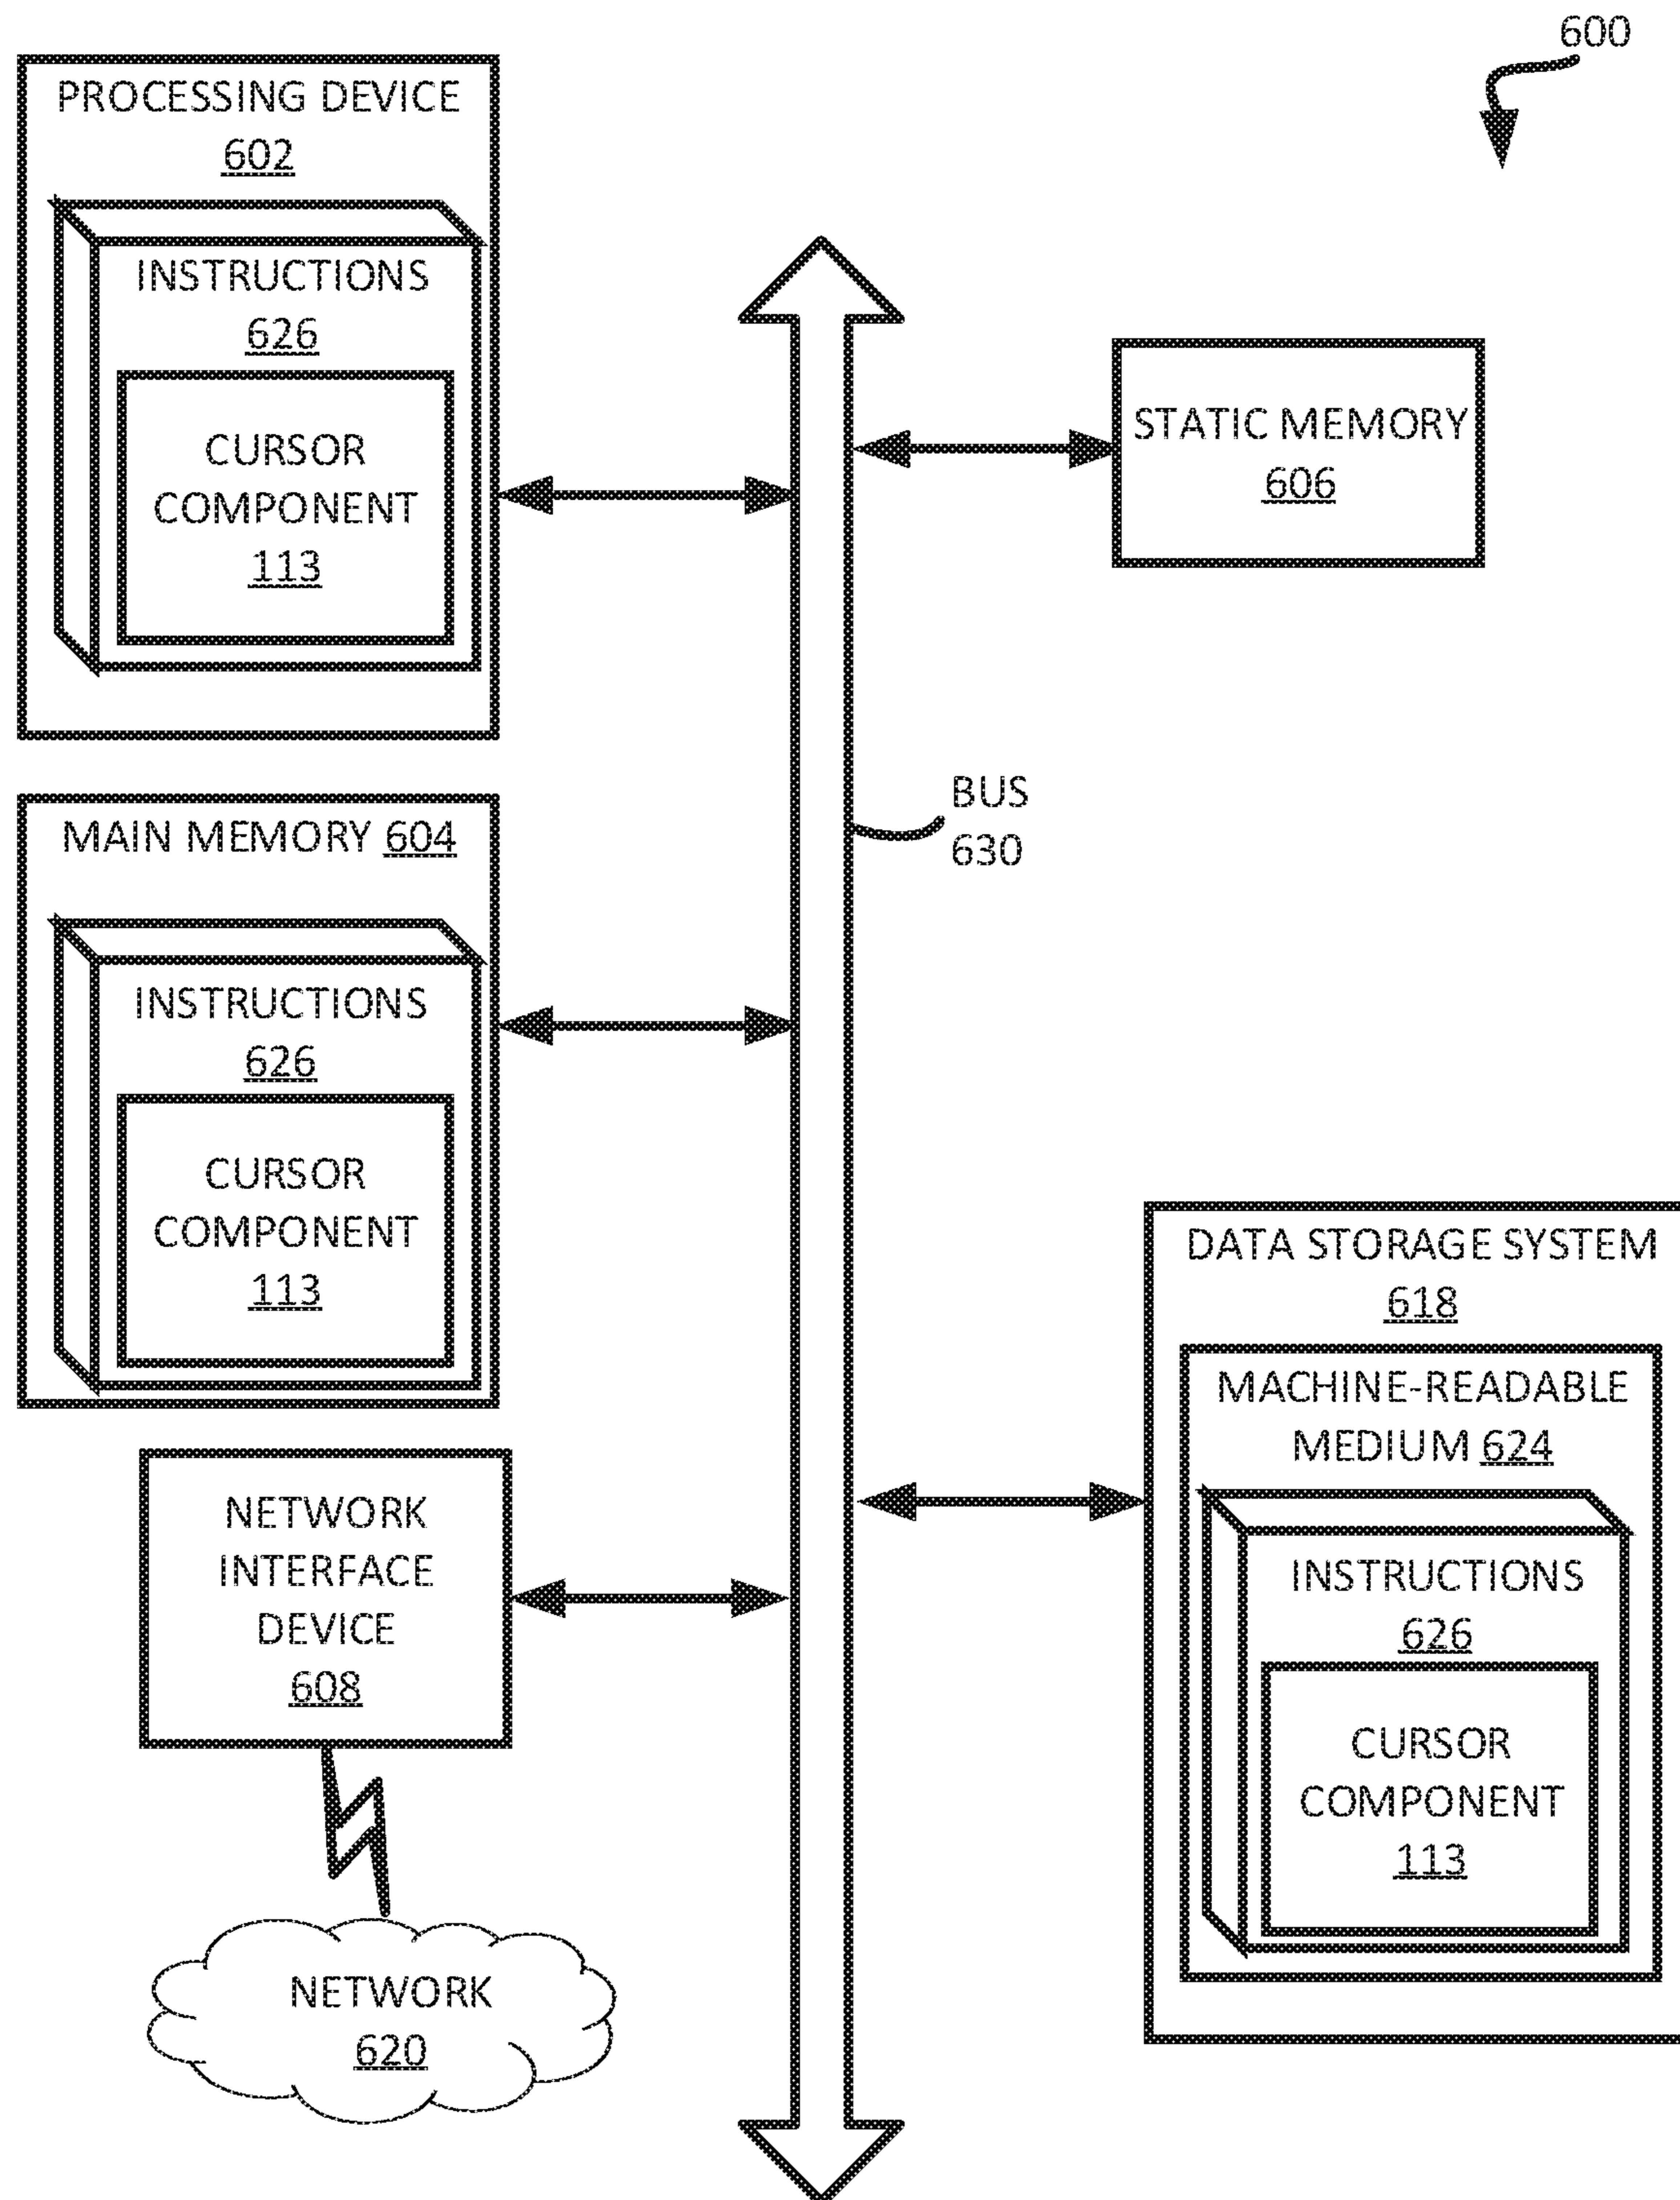 600
PROCESSING DEVICE
602
INSTRUCTIONS
626
CURSOR
COMPONENT
113
STATIC MEMORY
606
BUS
630
MAIN MEMORY 604
INSTRUCTIONS
626
CURSOR
COMPONENT
113
DATA STORAGE SYSTEM
618
MACHINE-READABLE
MEDIUM 624
INSTRUCTIONS
626
CURSOR
COMPONENT
113
NETWORK
INTERFACE
DEVICE
608
NETWORK
620